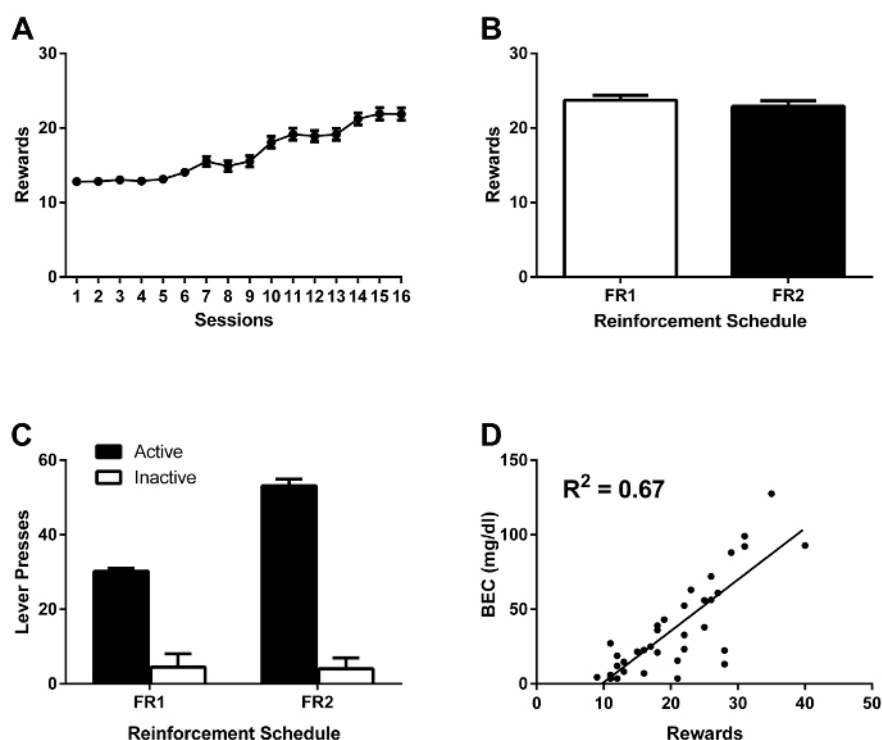 A
30
20
10
0
Rewards
1 2 3 4 5 6 7 8 9 10 11 12 13 14 15 16
Sessions
B
30
20
10
0
Rewards
FR1 FR2
Reinforcement Schedule
C
Active
Inactive
60
40
20
0
Lever Presses
FR1 FR2
Reinforcement Schedule
D
R² = 0.67
150
100
50
0
BEC (mg/dl)
0 10 20 30 40 50
Rewards